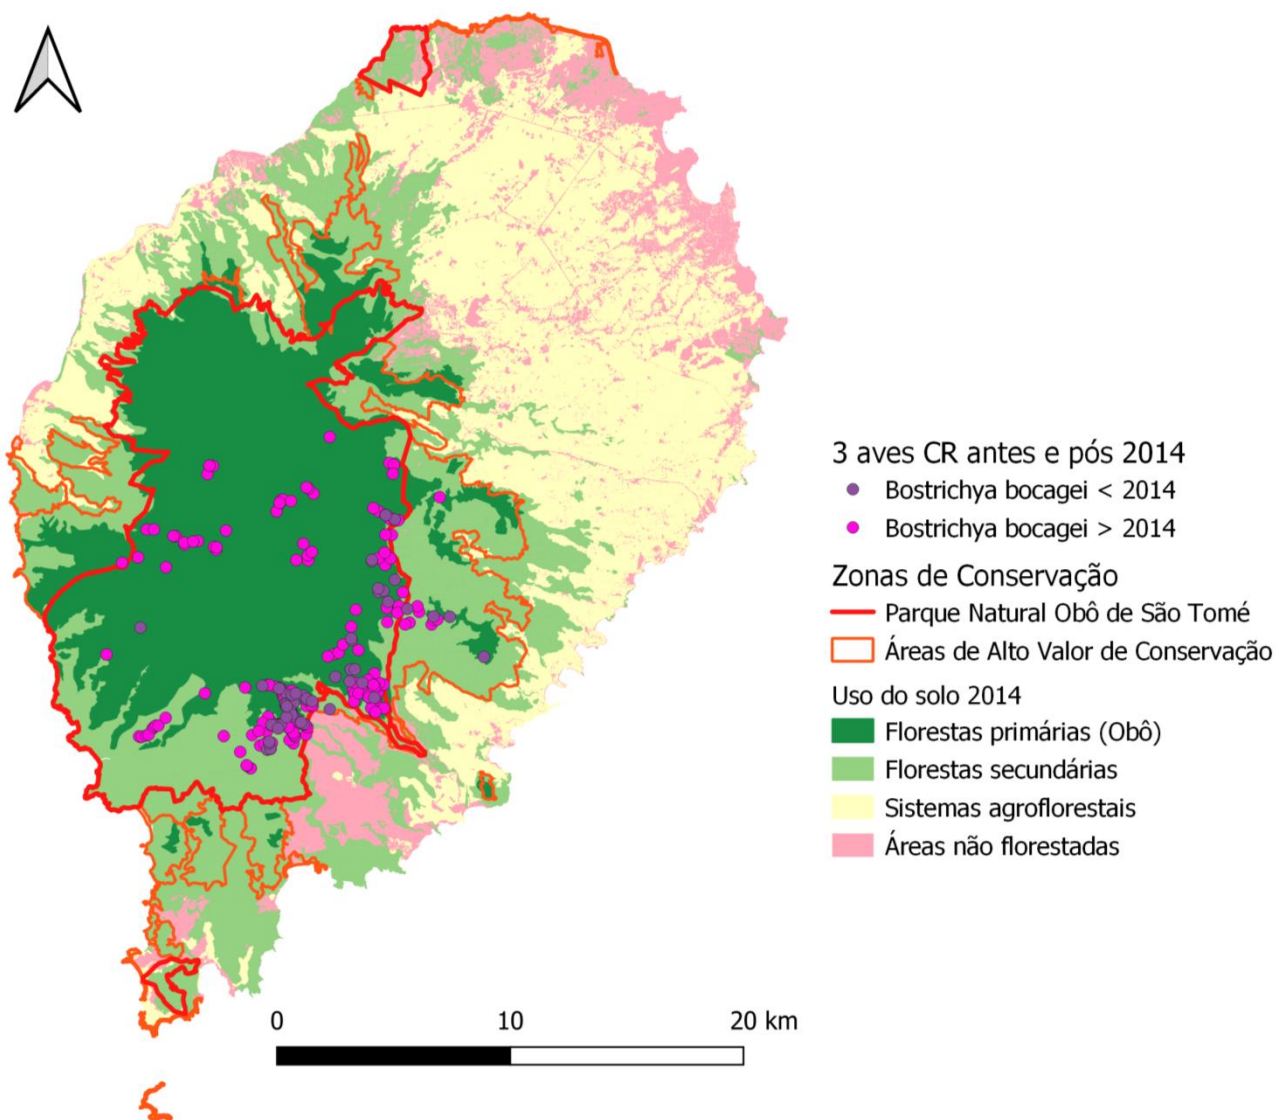 3 aves CR antes e pós 2014
Bostrichya bocagei < 2014
Bostrichya bocagei > 2014
Zonas de Conservação
Parque Natural Obô de São Tomé
Áreas de Alto Valor de Conservação
Uso do solo 2014
Florestas primárias (Obô)
Florestas secundárias
Sistemas agroflorestais
Áreas não florestadas
0 10 20 km